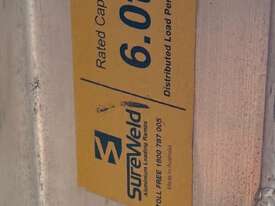 Rated Cap
6.0
Distributed Load Per
SureWeld
Aluminium Loading Ramps
TOLL FREE 1800 787 005
Made in Australia